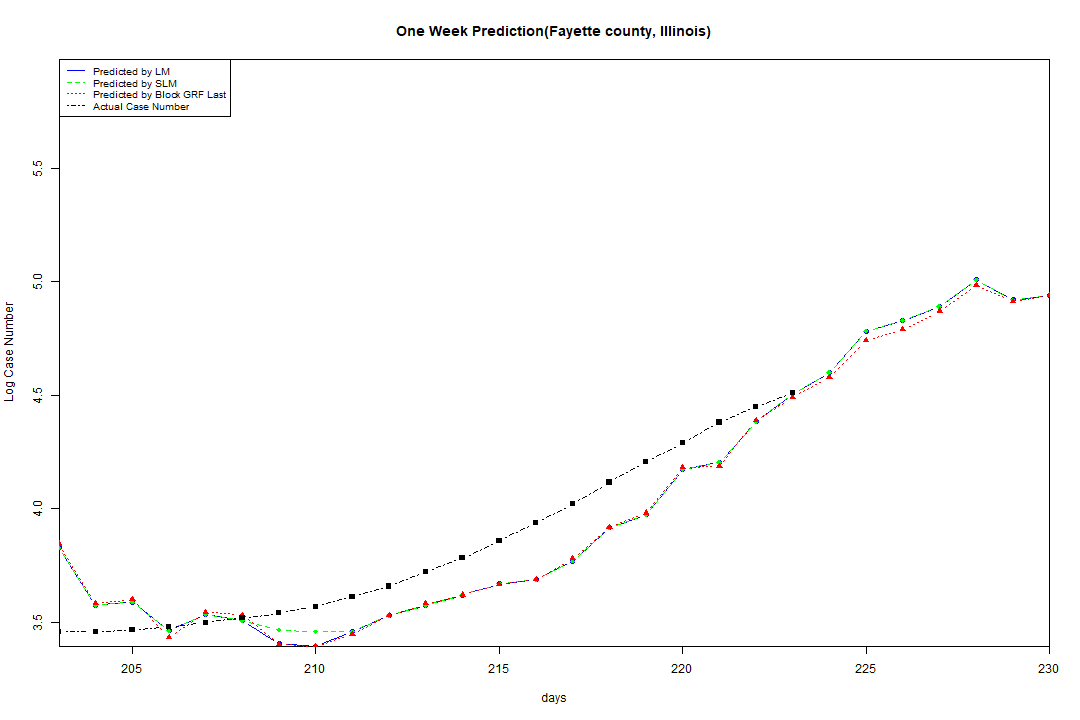 One Week Prediction(Fayette county, Illinois)
Predicted by LM
Predicted by SLM
Predicted by Block GRF Last
Actual Case Number
Log Case Number
5.5
5.0
4.5
4.0
3.5
205 210 215 220 225 230
days